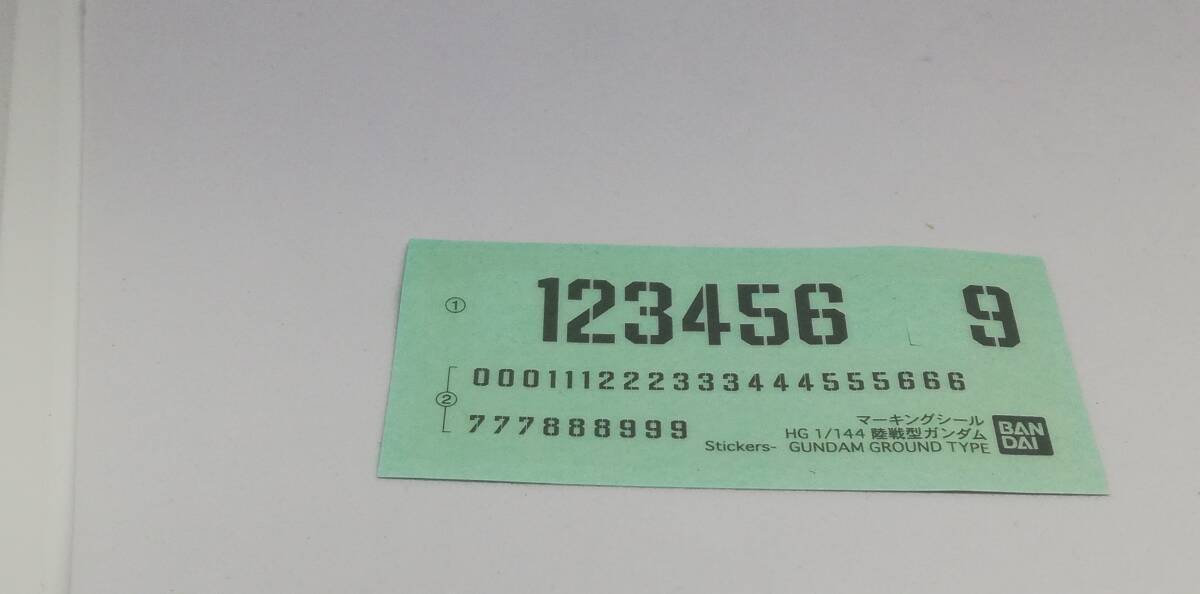 ① 123456 9
② 000111222333444555666
777888999
マーキングシール
HG 1/144 陸戦型ガンダム
Stickers- GUNDAM GROUND TYPE
BAN
DAI